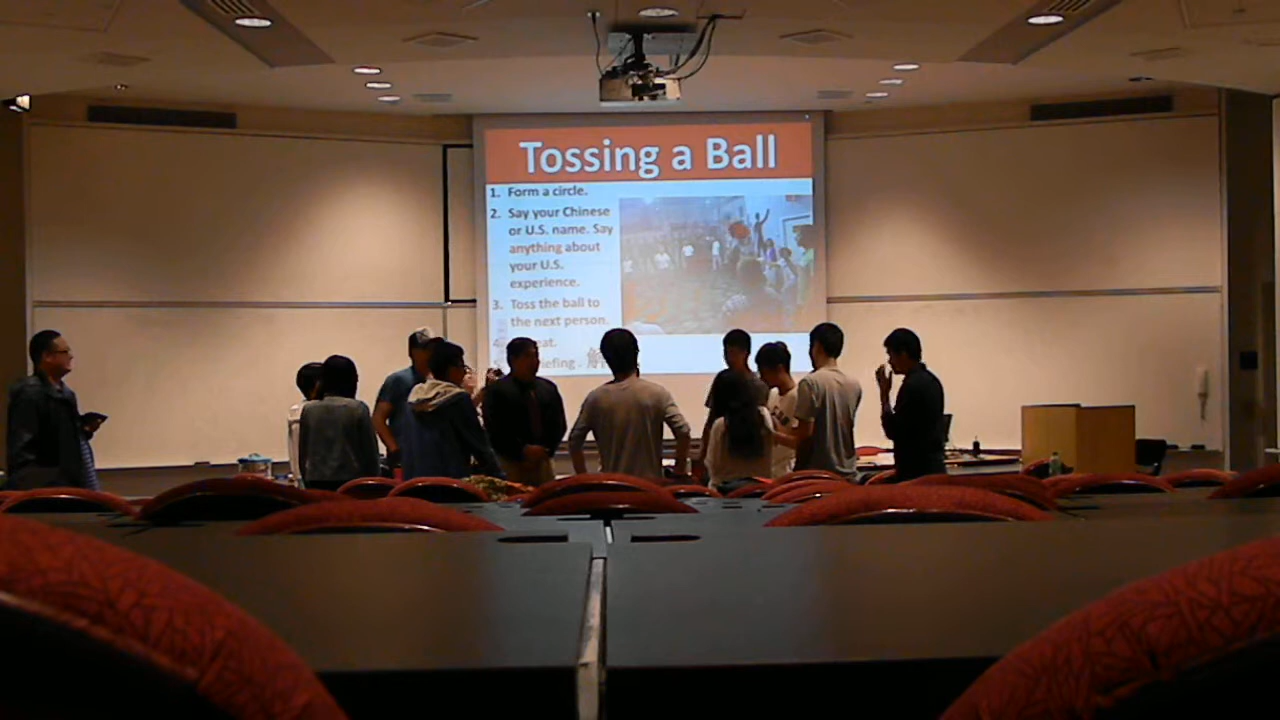 Tossing a Ball
1. Form a circle.
2. Say your Chinese
or U.S. name. Say
anything about
your U.S.
experience.
3. Toss the ball to
the next person.
4